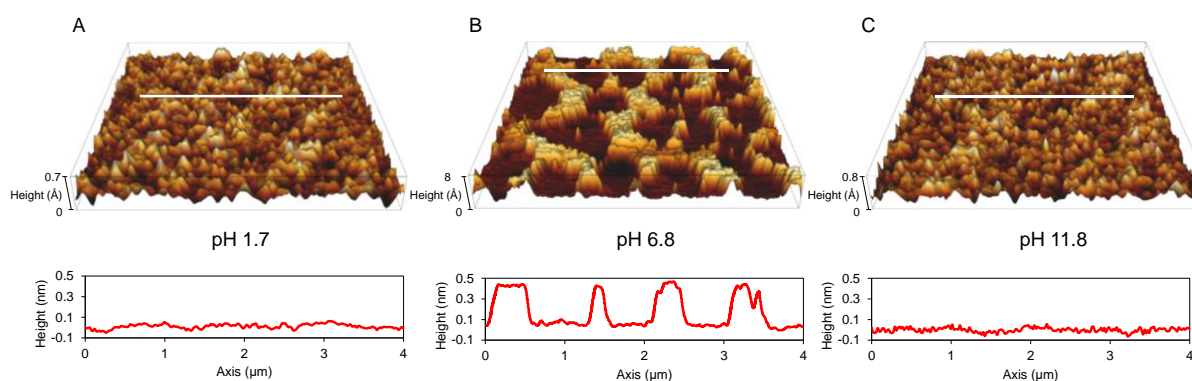 A
B
C
0.7
Height (Å)
0
8
Height (Å)
0
0.8
Height (Å)
0
pH 1.7
pH 6.8
pH 11.8
Height (nm)
0.5
0.3
0.1
-0.1
0 1 2 3 4
Axis (µm)
Height (nm)
0.5
0.3
0.1
-0.1
0 1 2 3 4
Axis (µm)
Height (nm)
0.5
0.3
0.1
-0.1
0 1 2 3 4
Axis (µm)